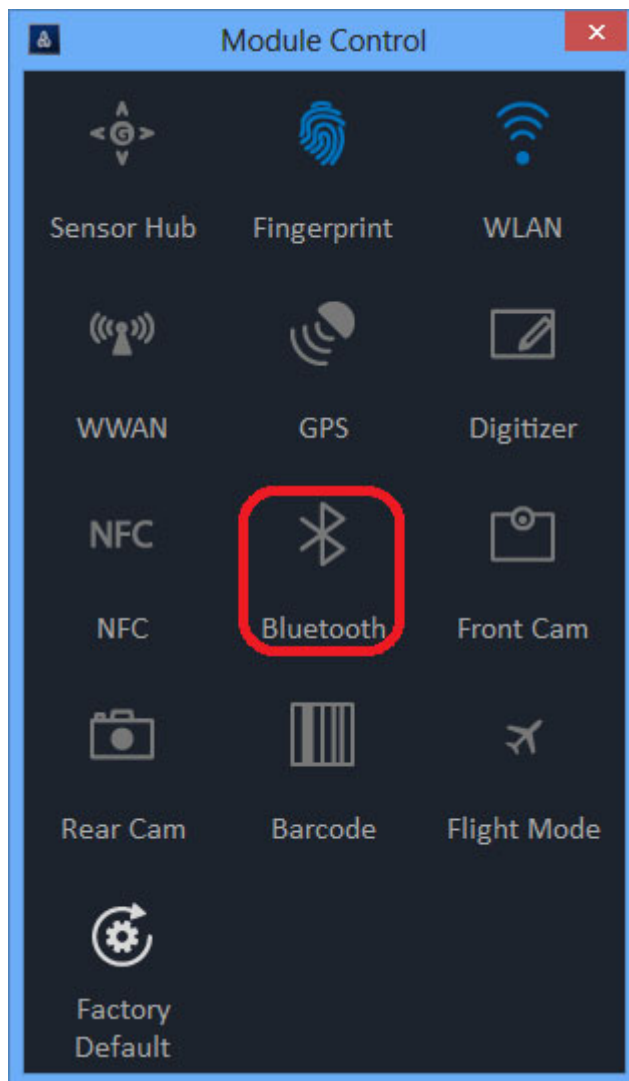 Module Control
Sensor Hub Fingerprint WLAN
WWAN GPS Digitizer
NFC
NFC Bluetooth Front Cam
Rear Cam Barcode Flight Mode
Factory
Default